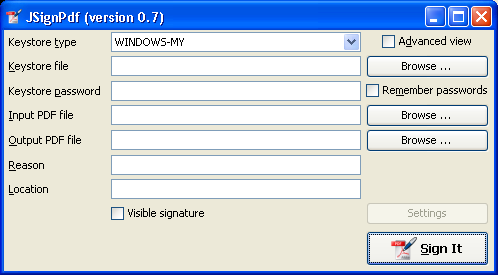 JSignPdf (version 0.7)
Keystore type WINDOWS-MY Advanced view
Keystore file Browse ...
Keystore password Remember passwords
Input PDF file Browse ...
Output PDF file Browse ...
Reason
Location
Visible signature Settings
Sign It